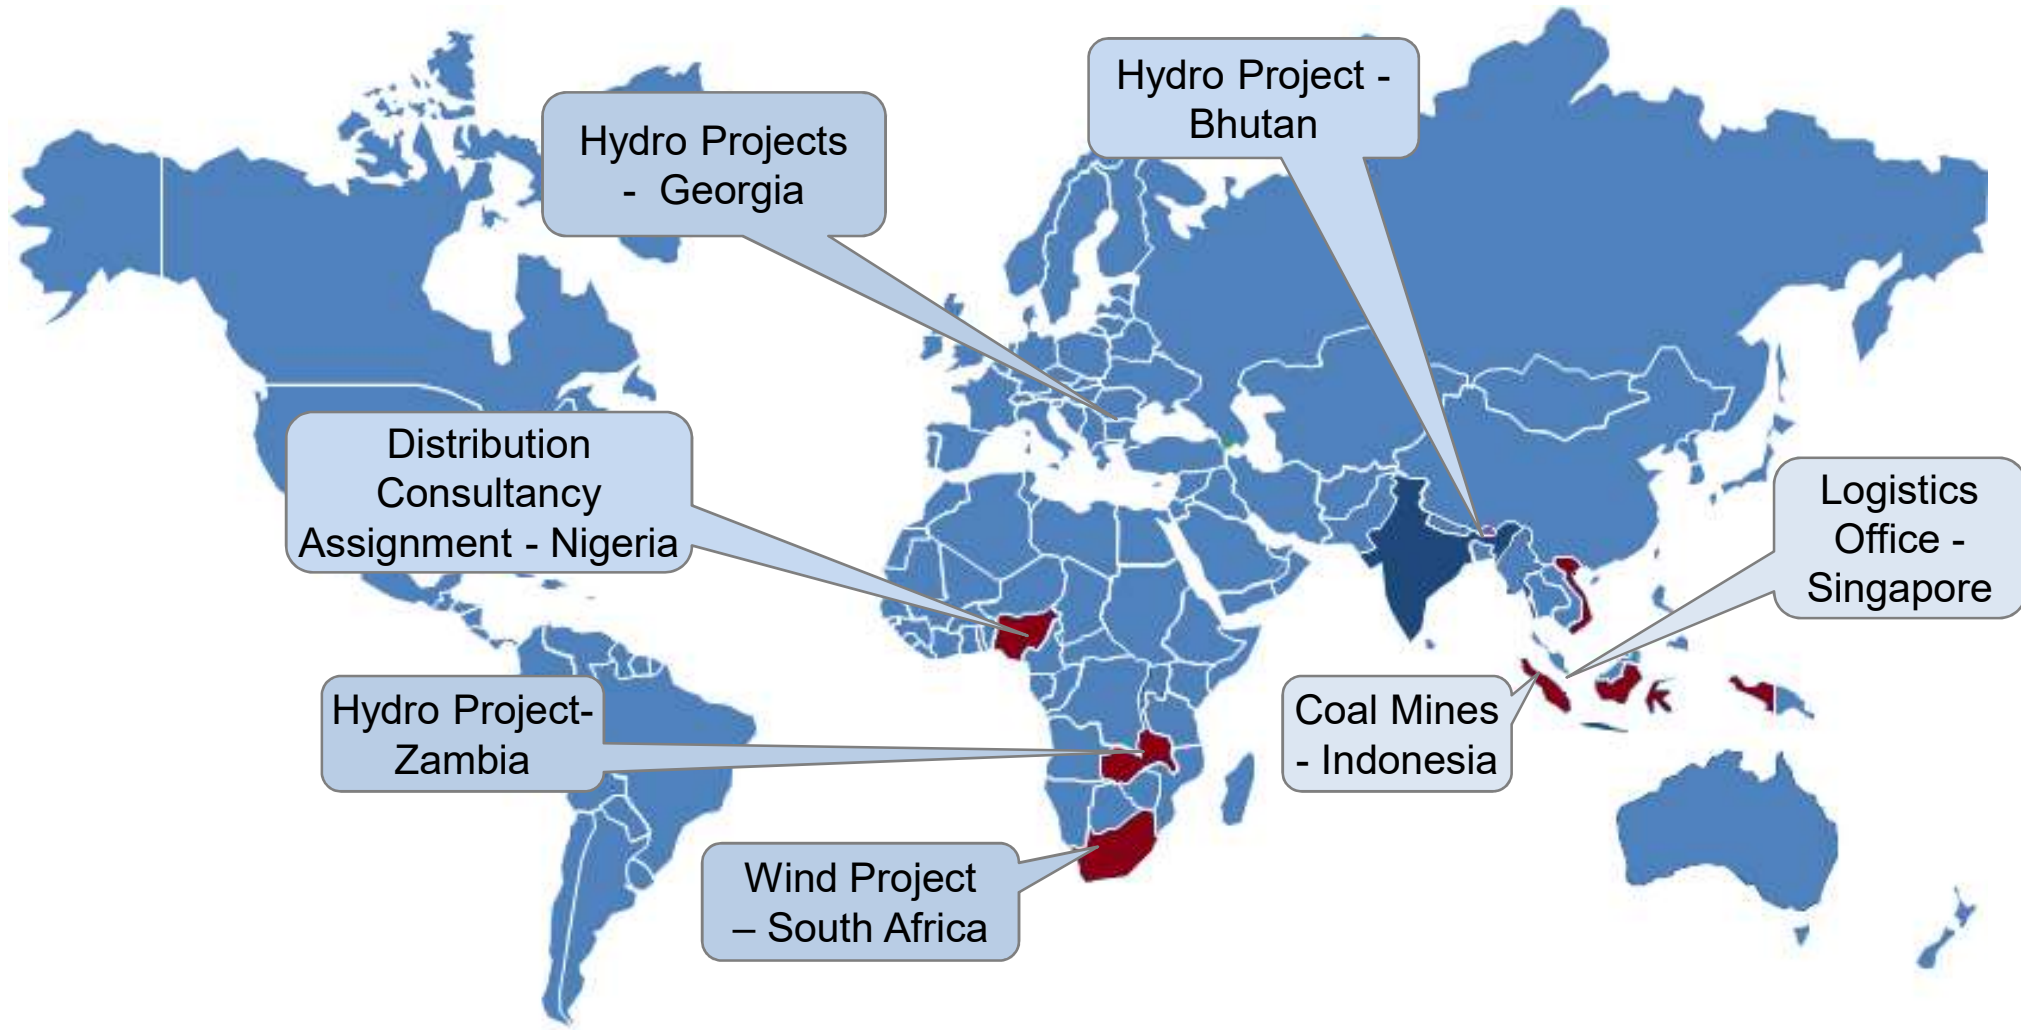 Hydro Project -
Bhutan
Hydro Projects
- Georgia
Distribution
Consultancy
Assignment - Nigeria
Logistics
Office -
Singapore
Hydro Project-
Zambia
Coal Mines
- Indonesia
Wind Project
– South Africa